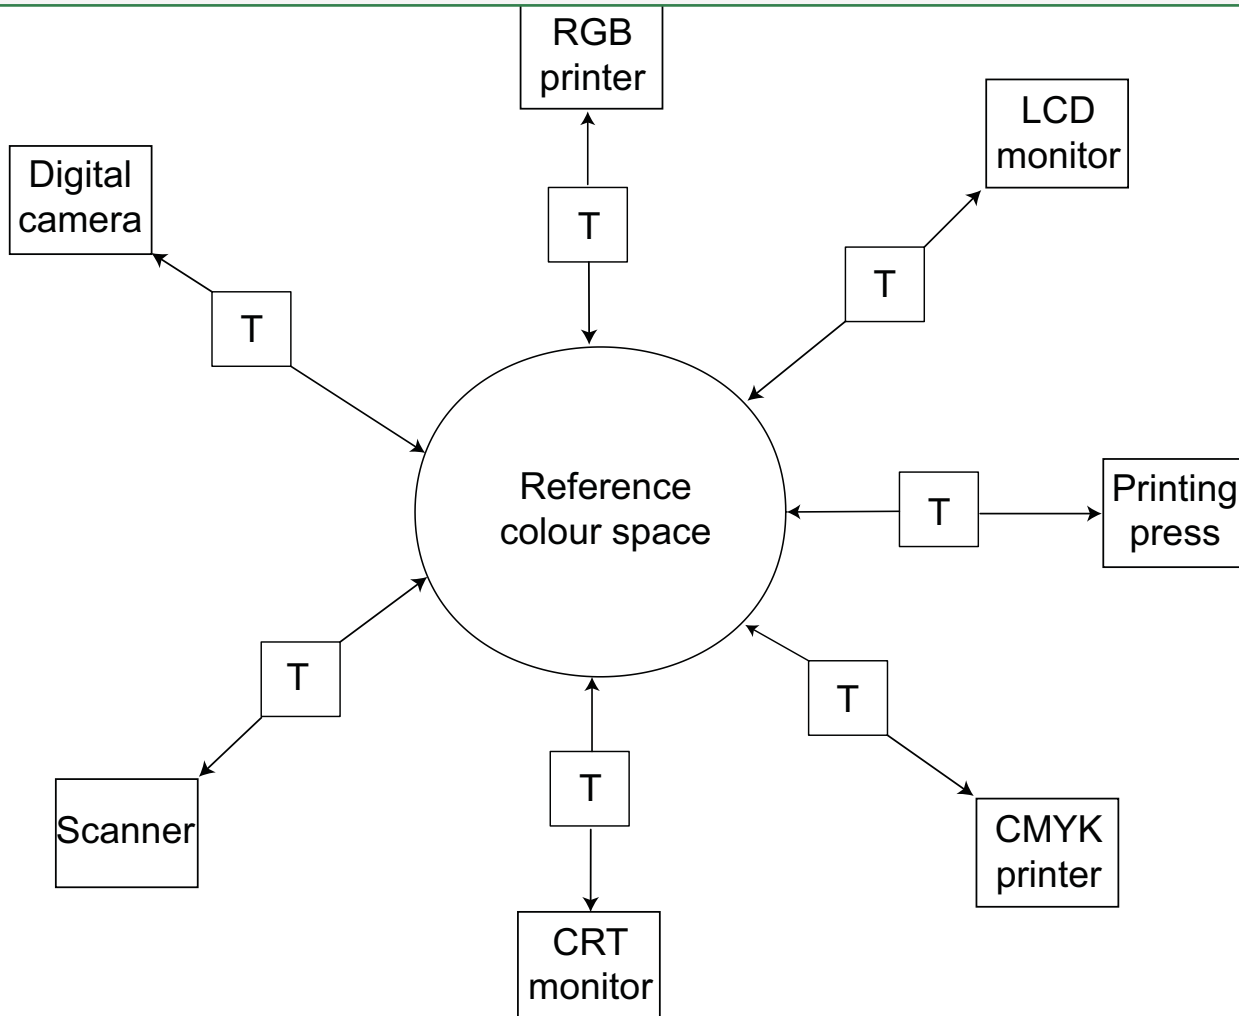 RGB
printer
LCD
monitor
Digital
camera
T
T
T
Reference
colour space
T
Printing
press
T
T
T
Scanner
CMYK
printer
CRT
monitor